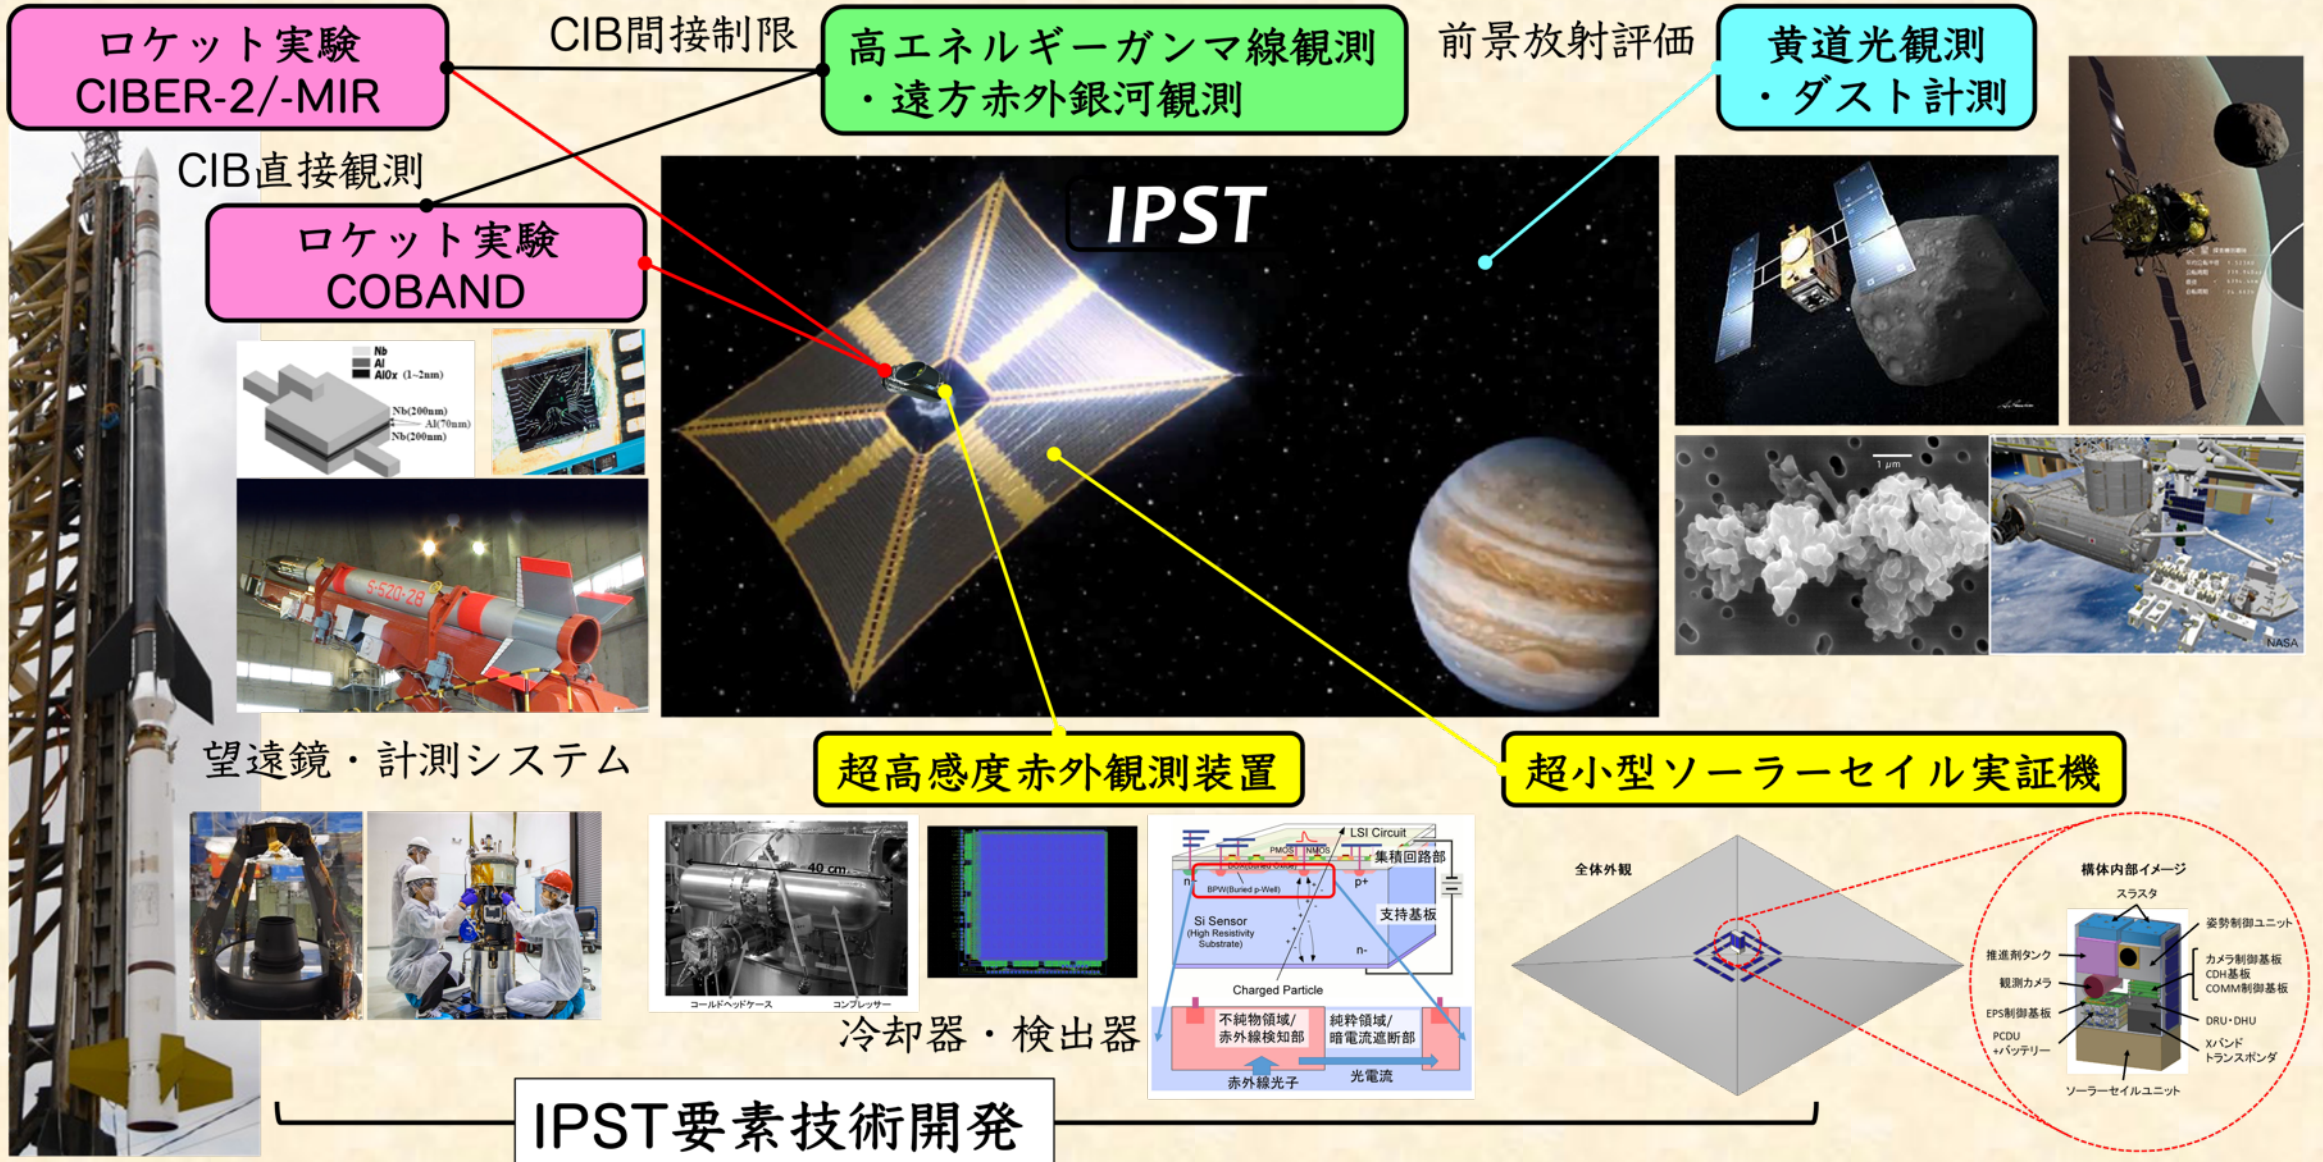 ロケット実験
CIBER-2/-MIR
CIB間接制限
高エネルギーガンマ線観測
・遠方赤外銀河観測
前景放射評価
黄道光観測
・ダスト計測
CIB直接観測
ロケット実験
COBAND
IPST
Nb
Al
AlOx (1~2nm)
Nb(200nm)
Al(70nm)
Nb(200nm)
S-520-28
1 μm
NASA
望遠鏡・計測システム
超高感度赤外観測装置
超小型ソーラーセイル実証機
40 cm
コールドヘッドケース
コンプレッサー
冷却器・検出器
LSI Circuit
PMOS
NMOS
集積回路部
BPW(Buried p-Well)
p+
支持基板
Si Sensor
(High Resistivity
Substrate)
n-
Charged Particle
不純物領域/
赤外線検知部
純粋領域/
暗電流遮断部
赤外線光子
光電流
全体外観
構体内部イメージ
スラスタ
姿勢制御ユニット
推進剤タンク
カメラ制御基板
CDH基板
COMM制御基板
観測カメラ
EPS制御基板
DRU・DHU
PCDU
+バッテリー
Xバンド
トランスポンダ
ソーラーセイルユニット
IPST要素技術開発